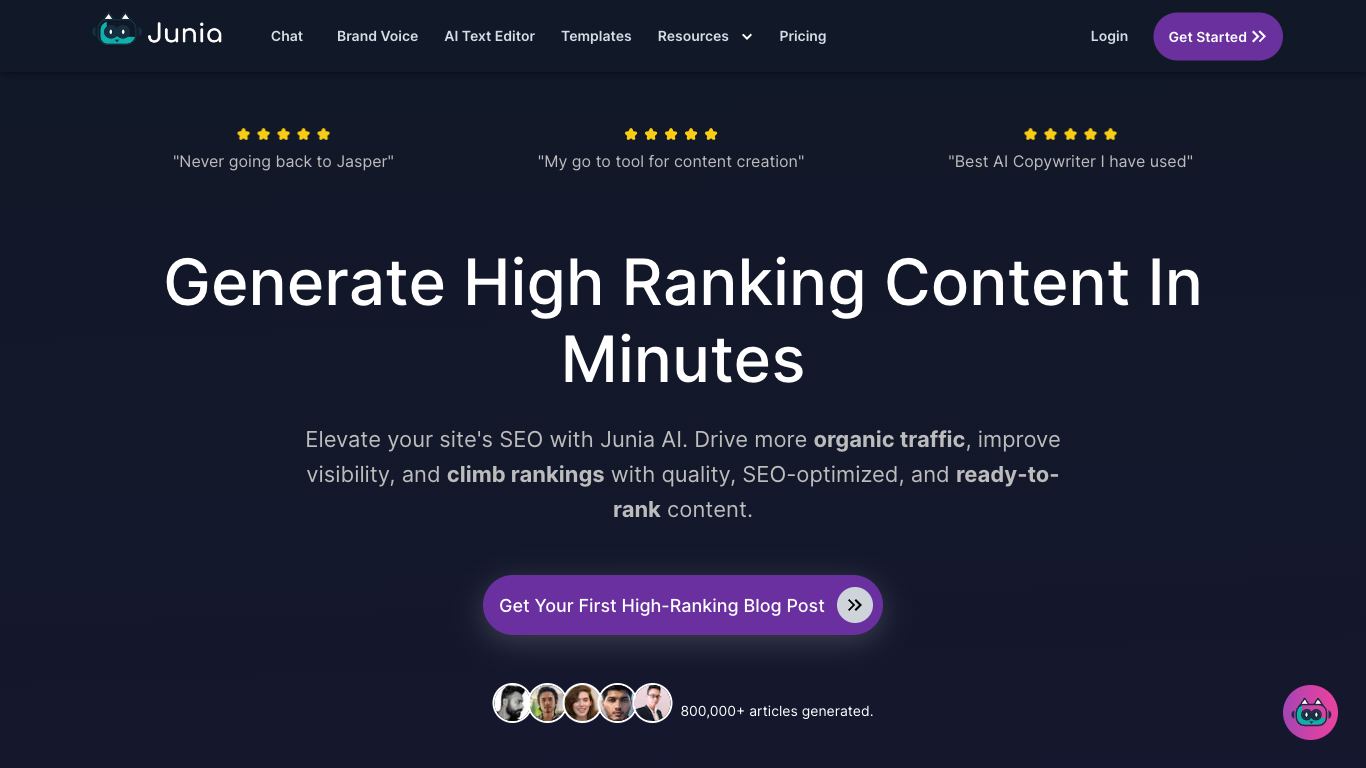 Junia
Chat
Brand Voice
AI Text Editor
Templates
Resources
Pricing
Login
Get Started
"Never going back to Jasper"
"My go to tool for content creation"
"Best AI Copywriter I have used"
Generate High Ranking Content In
Minutes
Elevate your site's SEO with Junia AI. Drive more organic traffic, improve
visibility, and climb rankings with quality, SEO-optimized, and ready-to-
rank content.
Get Your First High-Ranking Blog Post
800,000+ articles generated.